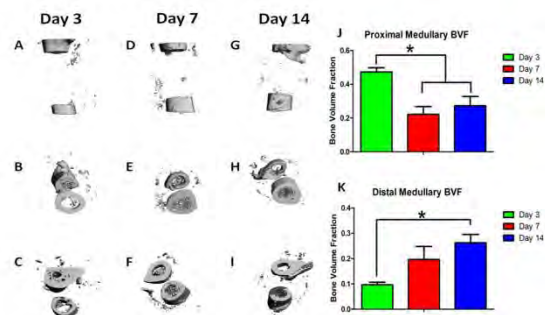 Day 3 Day 7 Day 14
A D G
B E H
C F I
J Proximal Medullary BVF
Bone Volume Fraction
0.6
0.4
0.2
0.0
*
Day 3
Day 7
Day 14
K Distal Medullary BVF
Bone Volume Fraction
0.4
0.3
0.2
0.1
0.0
*
Day 3
Day 7
Day 14